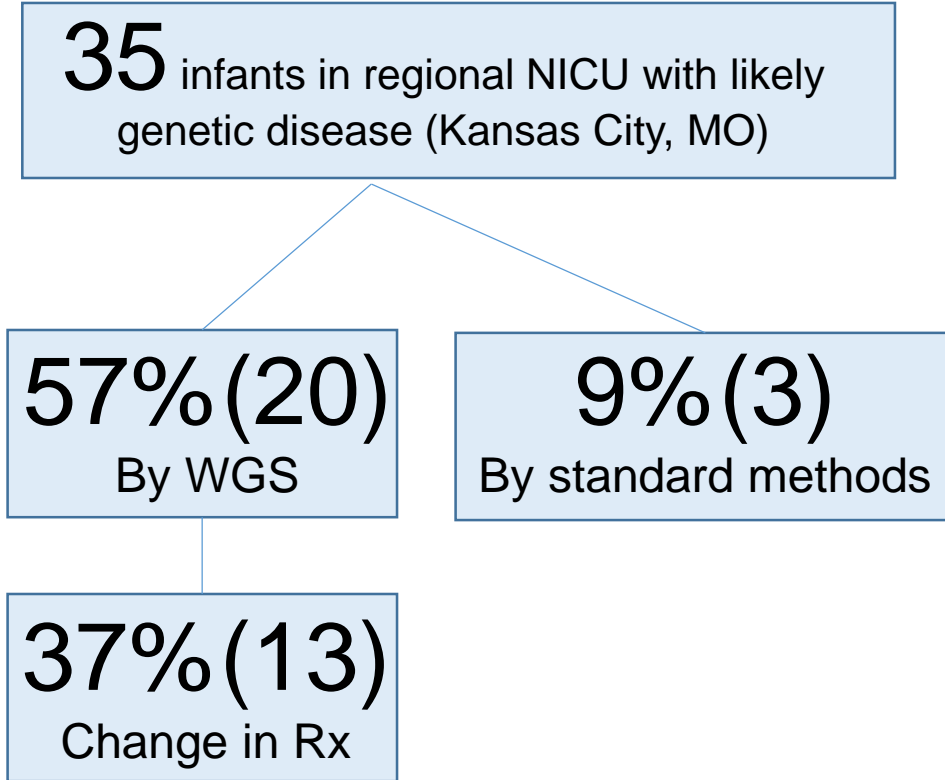 35 infants in regional NICU with likely
genetic disease (Kansas City, MO)
57%(20)
By WGS
9%(3)
By standard methods
37%(13)
Change in Rx